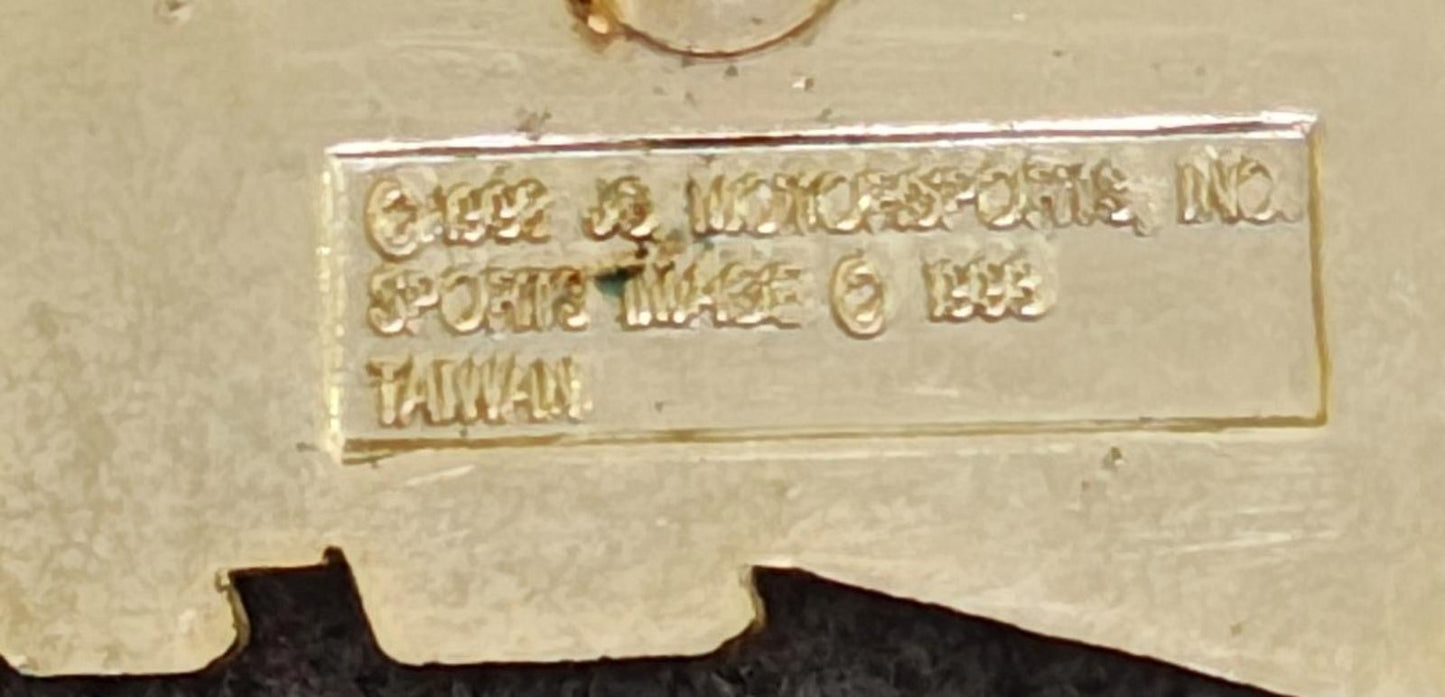 ©1992 JG MOTORSPORTS, INC.
SPORTS IMAGE © 1993
TAIWAN